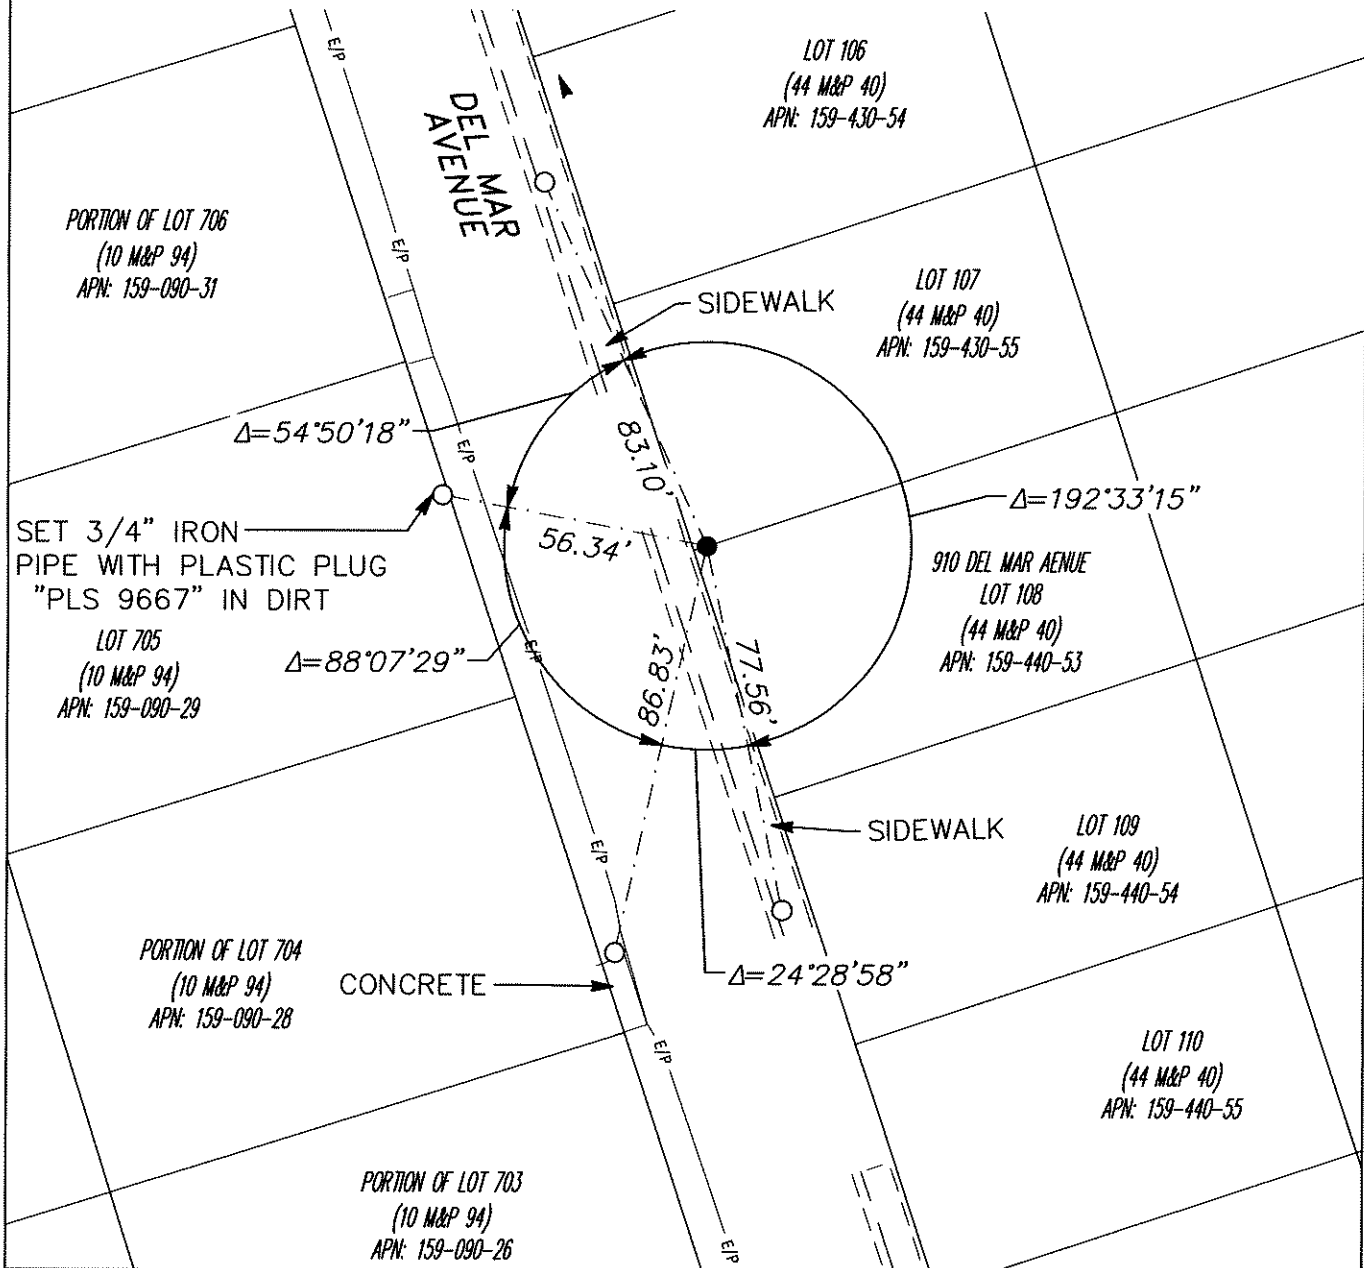 LOT 106
(44 M&P 40)
APN: 159-430-54
E/P
DEL MAR
AVENUE
PORTION OF LOT 706
(10 M&P 94)
APN: 159-090-31
E/P
LOT 107
(44 M&P 40)
APN: 159-430-55
SIDEWALK
Δ=54°50'18"
E/P
83.10'
Δ=192°33'15"
SET 3/4" IRON
PIPE WITH PLASTIC PLUG
"PLS 9667" IN DIRT
56.34'
910 DEL MAR AENUE
LOT 108
(44 M&P 40)
APN: 159-440-53
LOT 705
(10 M&P 94)
APN: 159-090-29
Δ=88°07'29"
E/P
86.83'
77.56'
SIDEWALK
LOT 109
(44 M&P 40)
APN: 159-440-54
E/P
PORTION OF LOT 704
(10 M&P 94)
APN: 159-090-28
CONCRETE
Δ=24°28'58"
E/P
LOT 110
(44 M&P 40)
APN: 159-440-55
PORTION OF LOT 703
(10 M&P 94)
APN: 159-090-26
E/P